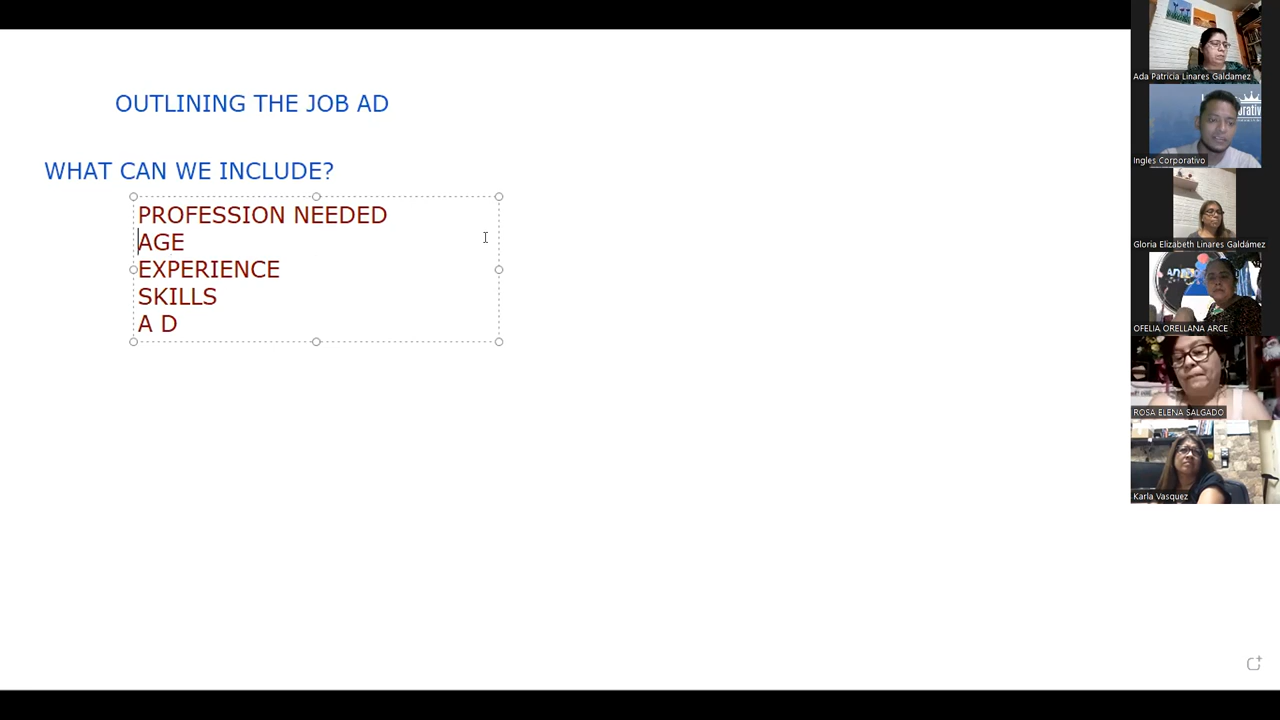 OUTLINING THE JOB AD
WHAT CAN WE INCLUDE?
PROFESSION NEEDED
AGE
EXPERIENCE
SKILLS
A D
Ada Patricia Linares Galdamez
Ingles Corporativo
Gloria Elizabeth Linares Galdámez
OFELIA ORELLANA ARCE
ROSA ELENA SALGADO
Karla Vasquez